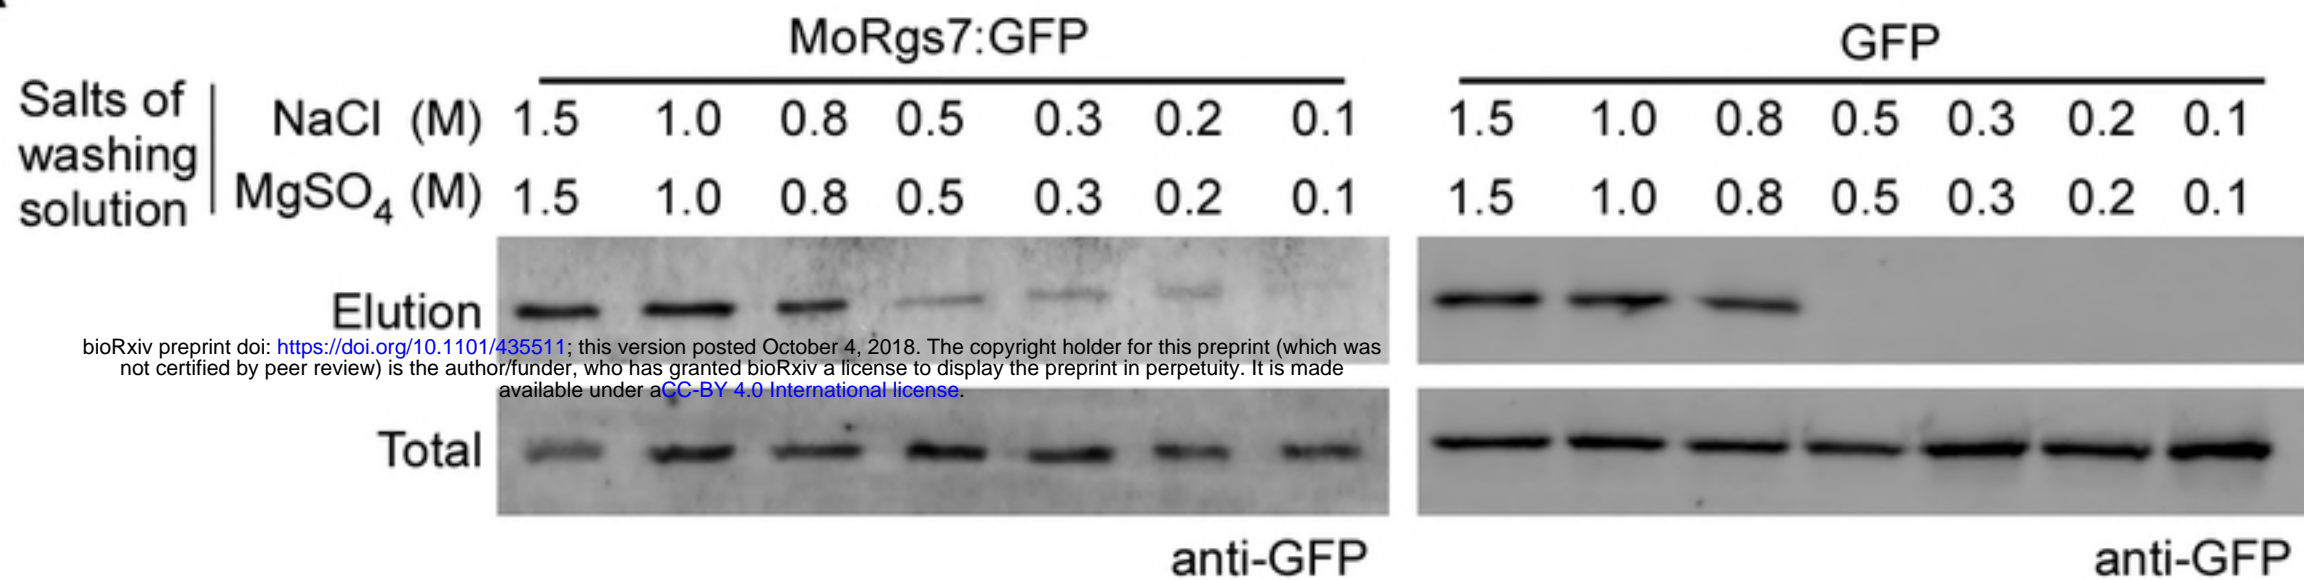 MoRgs7:GFP GFP
Salts of washing solution
NaCl (M) 1.5 1.0 0.8 0.5 0.3 0.2 0.1 1.5 1.0 0.8 0.5 0.3 0.2 0.1
MgSO4 (M) 1.5 1.0 0.8 0.5 0.3 0.2 0.1 1.5 1.0 0.8 0.5 0.3 0.2 0.1
Elution
bioRxiv preprint doi: https://doi.org/10.1101/435511; this version posted October 4, 2018. The copyright holder for this preprint (which was
not certified by peer review) is the author/funder, who has granted bioRxiv a license to display the preprint in perpetuity. It is made
available under aCC-BY 4.0 International license.
Total
anti-GFP anti-GFP